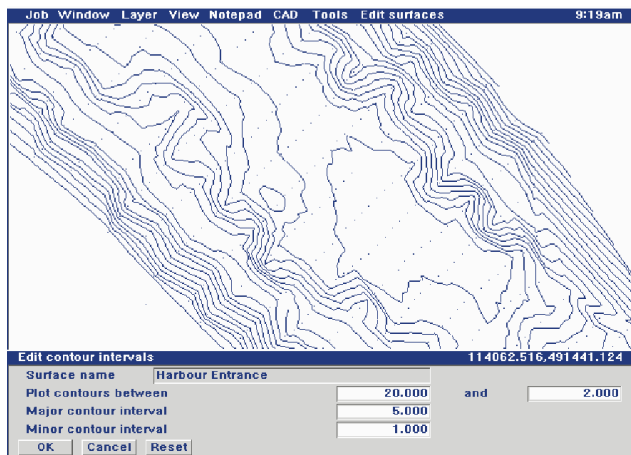 Job Window Layer View Notepad CAD Tools Edit surfaces 9:19am
Edit contour intervals 114062.516,491441.124
Surface name Harbour Entrance
Plot contours between 20.000 and 2.000
Major contour interval 5.000
Minor contour interval 1.000
OK Cancel Reset